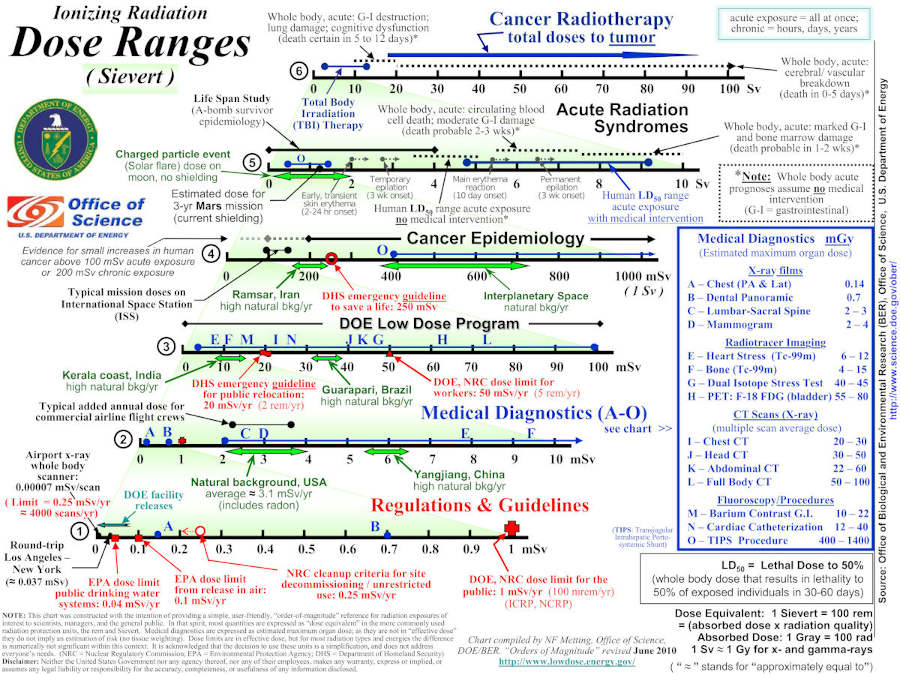 Ionizing Radiation
Dose Ranges
( Sievert )
Whole body, acute: G-I destruction;
lung damage; cognitive dysfunction
(death certain in 5 to 12 days)*
Cancer Radiotherapy
total doses to tumor
acute exposure = all at once;
chronic = hours, days, years
6
0 10 20 30 40 50 60 70 80 90 100 Sv
Total Body
Irradiation
(TBI) Therapy
Whole body, acute:
cerebral/ vascular
breakdown
(death in 0-5 days)*
DEPARTMENT OF ENERGY
UNITED STATES OF AMERICA
Life Span Study
(A-bomb survivor
epidemiology)
Whole body, acute: circulating blood
cell death; moderate G-I damage
(death probable 2-3 wks)*
Acute Radiation
Syndromes
Whole body, acute: marked G-I
and bone marrow damage
(death probable in 1-2 wks)*
Charged particle event
(Solar flare) dose on
moon, no shielding
5
0 2 4 6 8 10 Sv
Estimated dose for
3-yr Mars mission
(current shielding)
Early, transient
skin erythema
(2-24 hr onset)
Temporary
epilation
(3 wk onset)
Main erythema
reaction
(10 day onset)
Permanent
epilation
(3 wk onset)
Human LD50 range acute exposure
no medical intervention*
Human LD50 range
acute exposure
with medical intervention
*Note: Whole body acute
prognoses assume no medical
intervention
(G-I = gastrointestinal)
Office of
Science
U.S. DEPARTMENT OF ENERGY
Evidence for small increases in human
cancer above 100 mSv acute exposure
or 200 mSv chronic exposure
Cancer Epidemiology
4
O
0 200 400 600 800 1000 mSv
( 1 Sv )
Typical mission doses on
International Space Station
(ISS)
Ramsar, Iran
high natural bkg/yr
DHS emergency guideline
to save a life: 250 mSv
Interplanetary Space
natural bkg/yr
DOE Low Dose Program
3
E F M I N J K G H L
0 10 20 30 40 50 60 70 80 90 100 mSv
Kerala coast, India
high natural bkg/yr
DHS emergency guideline
for public relocation:
20 mSv/yr (2 rem/yr)
Guarapari, Brazil
high natural bkg/yr
DOE, NRC dose limit for
workers: 50 mSv/yr (5 rem/yr)
Typical added annual dose for
commercial airline flight crews
Medical Diagnostics (A-O)
see chart >>
2
A B C D E F
0 1 2 3 4 5 6 7 8 9 10 mSv
Natural background, USA
average ≈ 3.1 mSv/yr
(includes radon)
Yangjiang, China
high natural bkg/yr
Airport x-ray
whole body
scanner:
0.00007 mSv/scan
( Limit = 0.25 mSv/yr
≈ 4000 scans/yr)
DOE facility
releases
Regulations & Guidelines
1
A B
0 0.1 0.2 0.3 0.4 0.5 0.6 0.7 0.8 0.9 1 mSv
Round-trip
Los Angeles –
New York
(≈ 0.037 mSv)
EPA dose limit
public drinking water
systems: 0.04 mSv/yr
EPA dose limit
from release in air:
0.1 mSv/yr
NRC cleanup criteria for site
decommissioning / unrestricted
use: 0.25 mSv/yr
DOE, NRC dose limit for the
public: 1 mSv/yr (100 mrem/yr)
(ICRP, NCRP)
Medical Diagnostics mGy
(Estimated maximum organ dose)
X-ray films
A – Chest (PA & Lat) 0.14
B – Dental Panoramic 0.7
C – Lumbar-Sacral Spine 2 – 3
D – Mammogram 2 – 4
Radiotracer Imaging
E – Heart Stress (Tc-99m) 6 – 12
F – Bone (Tc-99m) 4 – 15
G – Dual Isotope Stress Test 40 – 45
H – PET: F-18 FDG (bladder) 55 – 80
CT Scans (X-ray)
(multiple scan average dose)
I – Chest CT 20 – 30
J – Head CT 30 – 50
K – Abdominal CT 22 – 60
L – Full Body CT 50 – 100
Fluoroscopy/Procedures
M – Barium Contrast G.I. 10 – 22
N – Cardiac Catheterization 12 – 40
O – TIPS Procedure 400 – 1400
(TIPS: Transjugular
Intrahepatic Porto-
systemic Shunt)
LD50 = Lethal Dose to 50%
(whole body dose that results in lethality to
50% of exposed individuals in 30-60 days)
Dose Equivalent: 1 Sievert = 100 rem
= (absorbed dose x radiation quality)
Absorbed Dose: 1 Gray = 100 rad
1 Sv ≈ 1 Gy for x- and gamma-rays
( “ ≈ ” stands for “approximately equal to”)
NOTE: This chart was constructed with the intention of providing a simple, user-friendly, “order-of-magnitude” reference for radiation exposures of
interest to scientists, managers, and the general public. In that spirit, most quantities are expressed as “dose equivalent” in the more commonly used
radiation protection units, the rem and Sievert. Medical diagnostics are expressed as estimated maximum organ dose; as they are not in “effective dose”
they do not imply an estimation of risk (no tissue weighting). Dose limits are in effective dose, but for most radiation types and energies the difference
is numerically not significant within this context. It is acknowledged that the decision to use these units is a simplification, and does not address
everyone's needs. (NRC = Nuclear Regulatory Commission; EPA = Environmental Protection Agency; DHS = Department of Homeland Security)
Disclaimer: Neither the United States Government nor any agency thereof, nor any of their employees, makes any warranty, express or implied, or
assumes any legal liability or responsibility for the accuracy, completeness, or usefulness of any information disclosed.
Chart compiled by NF Metting, Office of Science,
DOE/BER. “Orders of Magnitude” revised June 2010
http://www.lowdose.energy.gov/
Source: Office of Biological and Environmental Research (BER), Office of Science, U.S. Department of Energy
http://www.science.doe.gov/ober/